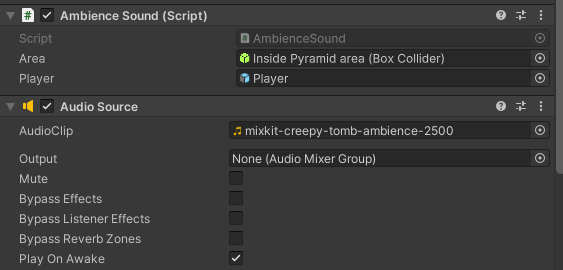 Ambience Sound (Script)
Script AmbienceSound
Area Inside Pyramid area (Box Collider)
Player Player
Audio Source
AudioClip mixkit-creepy-tomb-ambience-2500
Output None (Audio Mixer Group)
Mute
Bypass Effects
Bypass Listener Effects
Bypass Reverb Zones
Play On Awake